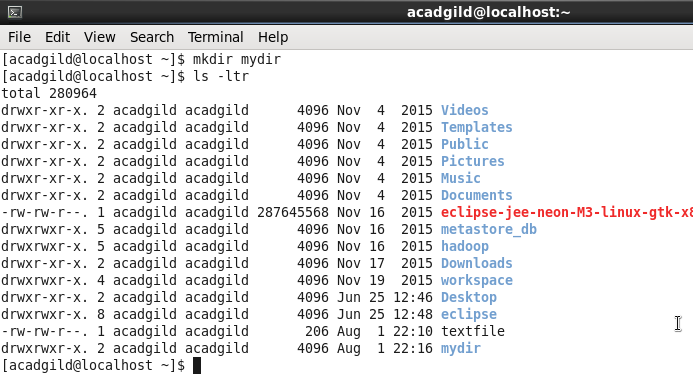 acadgild@localhost:~
File Edit View Search Terminal Help
[acadgild@localhost ~]$ mkdir mydir
[acadgild@localhost ~]$ ls -ltr
total 280964
drwxr-xr-x. 2 acadgild acadgild      4096 Nov  4  2015 Videos
drwxr-xr-x. 2 acadgild acadgild      4096 Nov  4  2015 Templates
drwxr-xr-x. 2 acadgild acadgild      4096 Nov  4  2015 Public
drwxr-xr-x. 2 acadgild acadgild      4096 Nov  4  2015 Pictures
drwxr-xr-x. 2 acadgild acadgild      4096 Nov  4  2015 Music
drwxr-xr-x. 2 acadgild acadgild      4096 Nov  4  2015 Documents
-rw-rw-r--. 1 acadgild acadgild 287645568 Nov 16  2015 eclipse-jee-neon-M3-linux-gtk-x8
drwxrwxr-x. 5 acadgild acadgild      4096 Nov 16  2015 metastore_db
drwxrwxr-x. 5 acadgild acadgild      4096 Nov 16  2015 hadoop
drwxr-xr-x. 2 acadgild acadgild      4096 Nov 17  2015 Downloads
drwxrwxr-x. 4 acadgild acadgild      4096 Nov 19  2015 workspace
drwxr-xr-x. 2 acadgild acadgild      4096 Jun 25 12:46 Desktop
drwxrwxr-x. 8 acadgild acadgild      4096 Jun 25 12:48 eclipse
-rw-rw-r--. 1 acadgild acadgild       206 Aug  1 22:10 textfile
drwxrwxr-x. 2 acadgild acadgild      4096 Aug  1 22:16 mydir
[acadgild@localhost ~]$